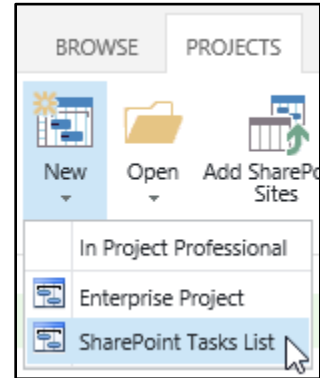 BROWSE PROJECTS
New Open Add SharePo
Sites
In Project Professional
Enterprise Project
SharePoint Tasks List